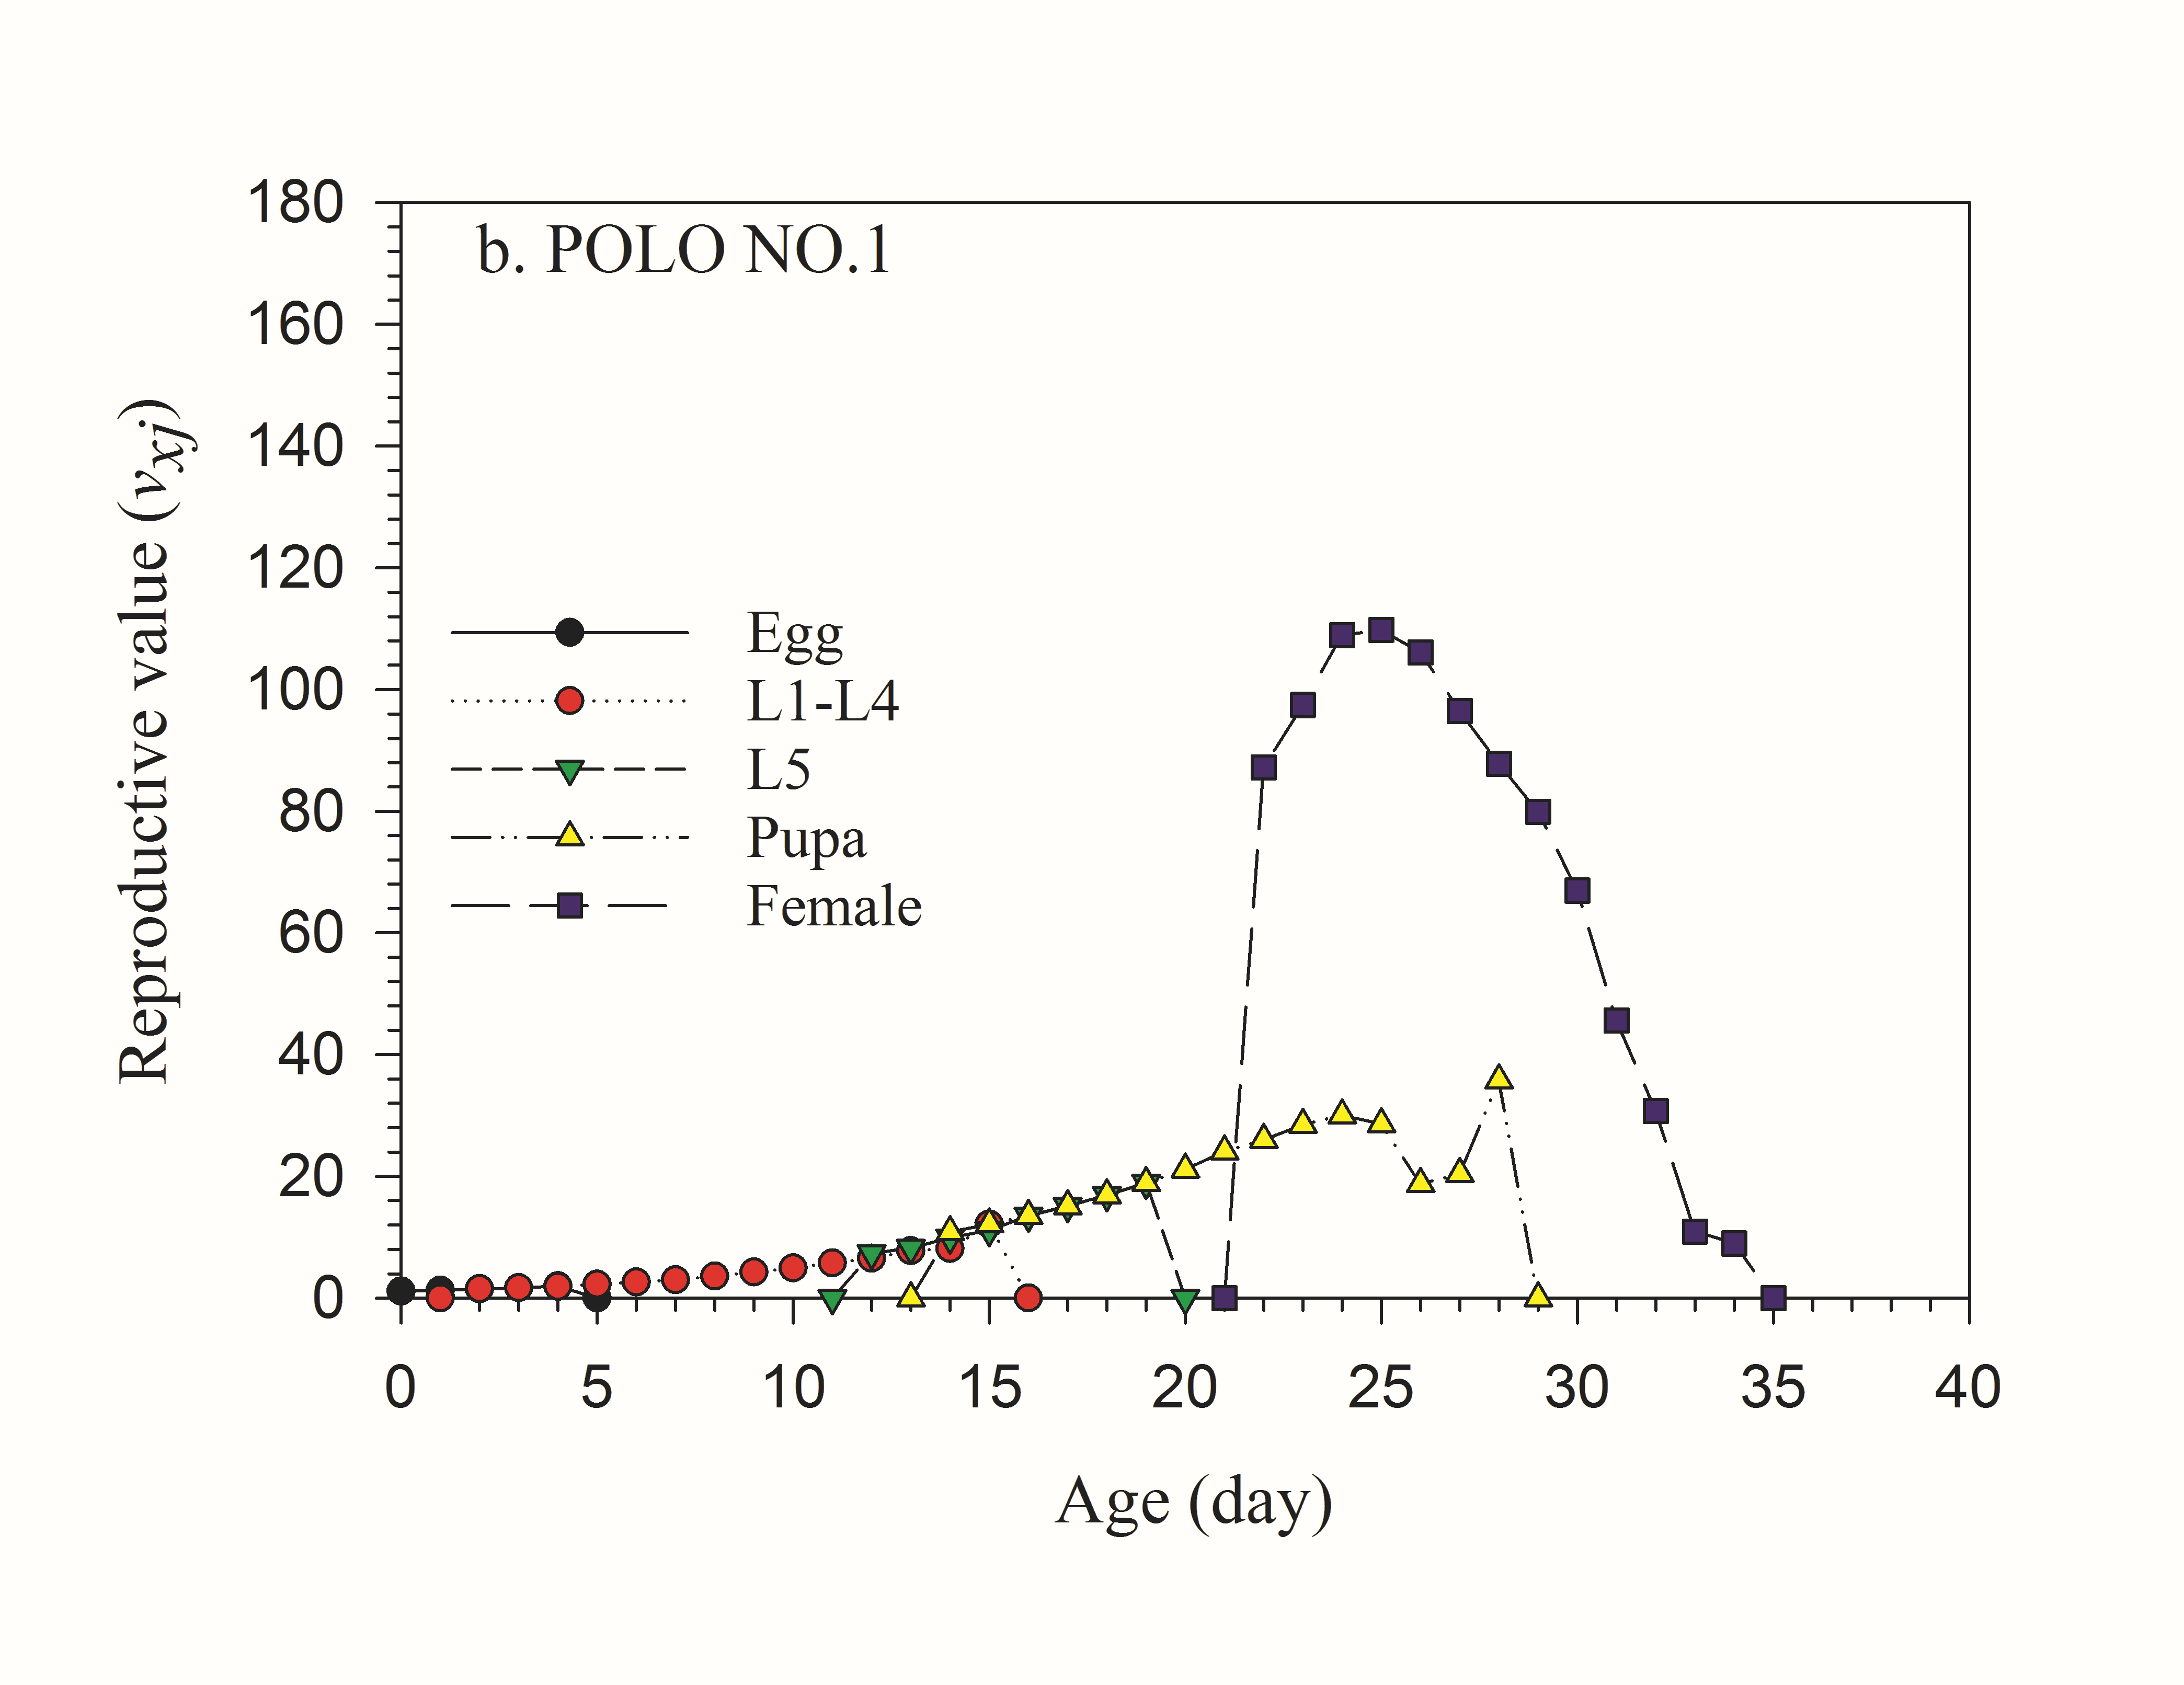 b. POLO NO.1
Reproductive value (vxj)
180
160
140
120
100
80
60
40
20
0
Egg
L1-L4
L5
Pupa
Female
0 5 10 15 20 25 30 35 40
Age (day)